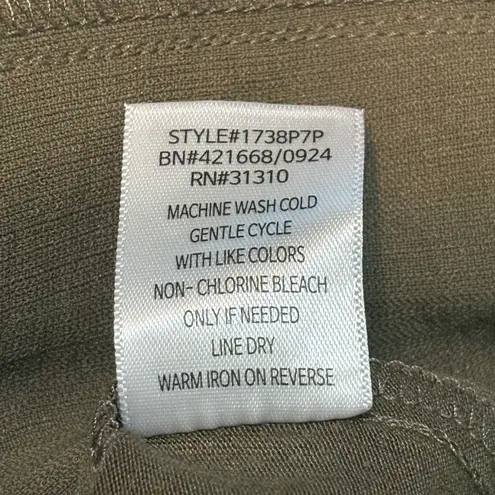 STYLE#1738P7P
BN#421668/0924
RN#31310
MACHINE WASH COLD
GENTLE CYCLE
WITH LIKE COLORS
NON- CHLORINE BLEACH
ONLY IF NEEDED
LINE DRY
WARM IRON ON REVERSE